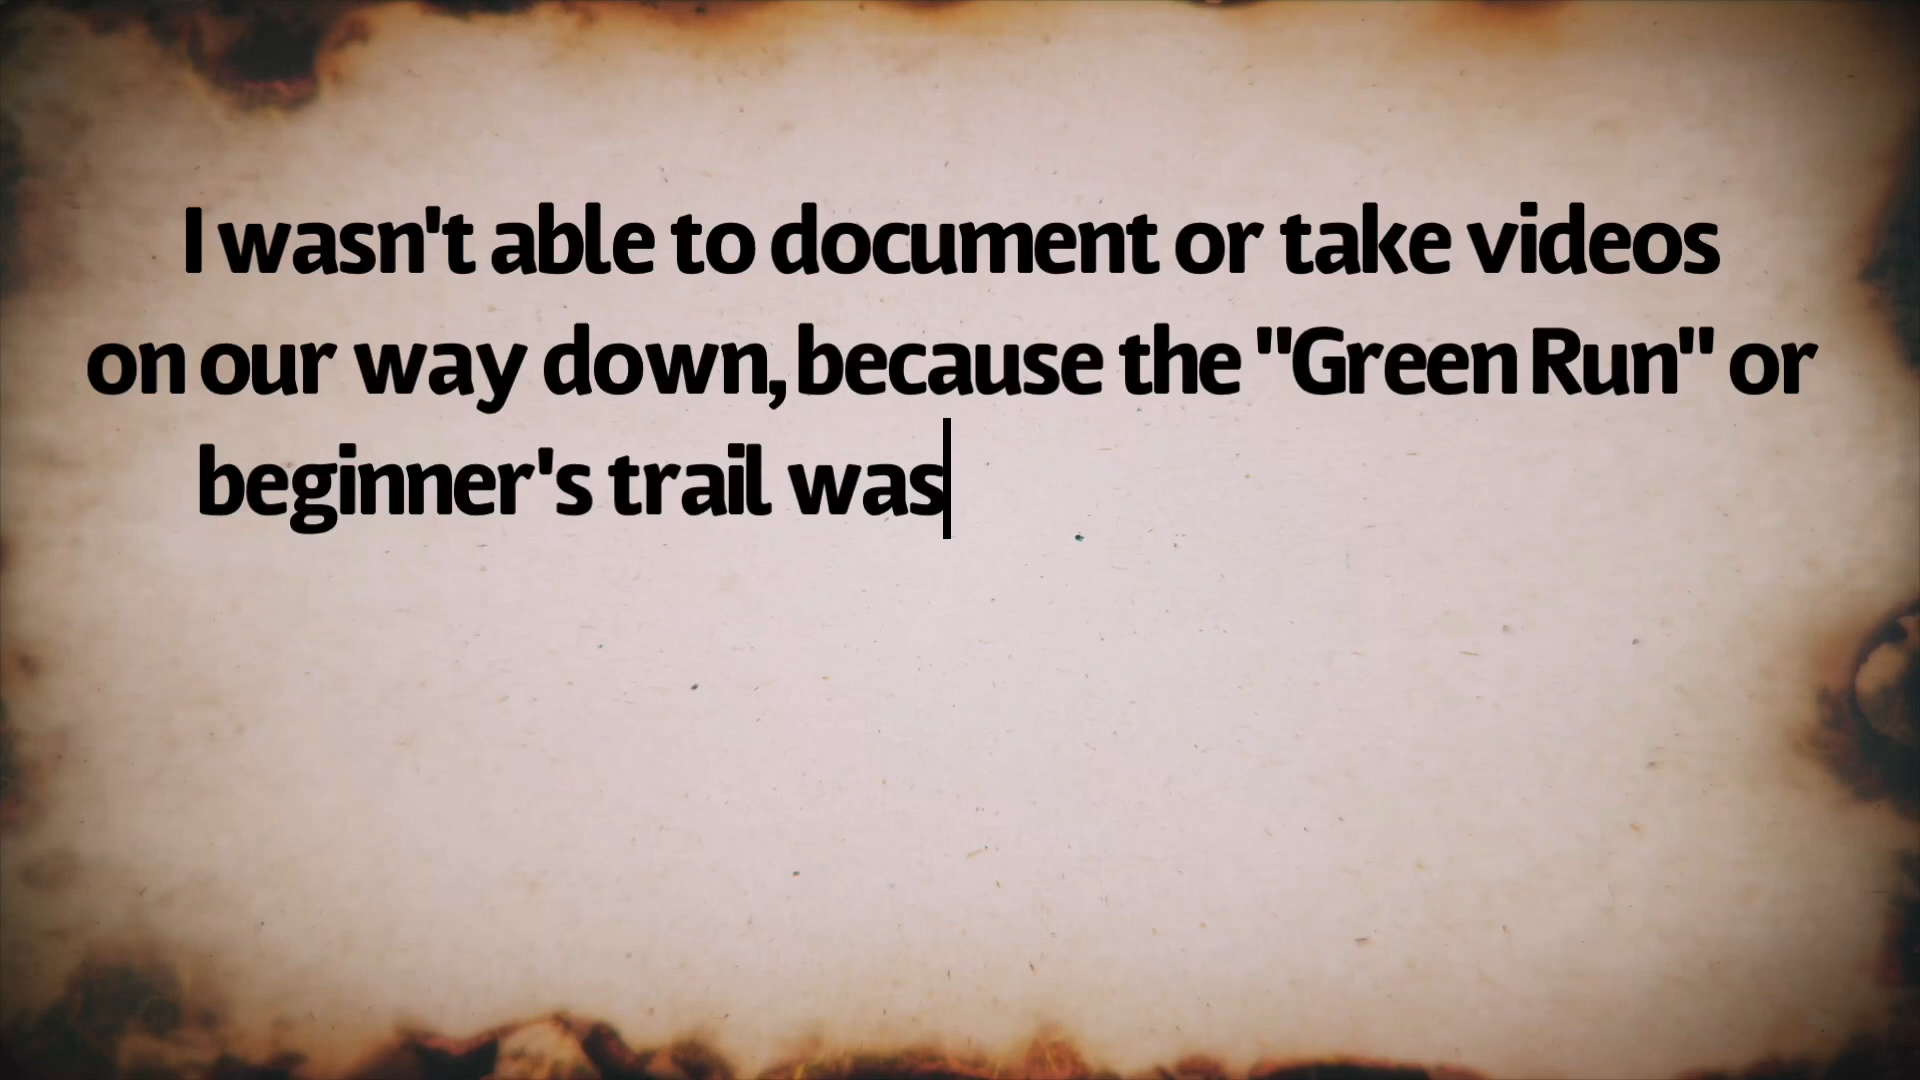 I wasn't able to document or take videos
on our way down, because the "Green Run" or
beginner's trail was